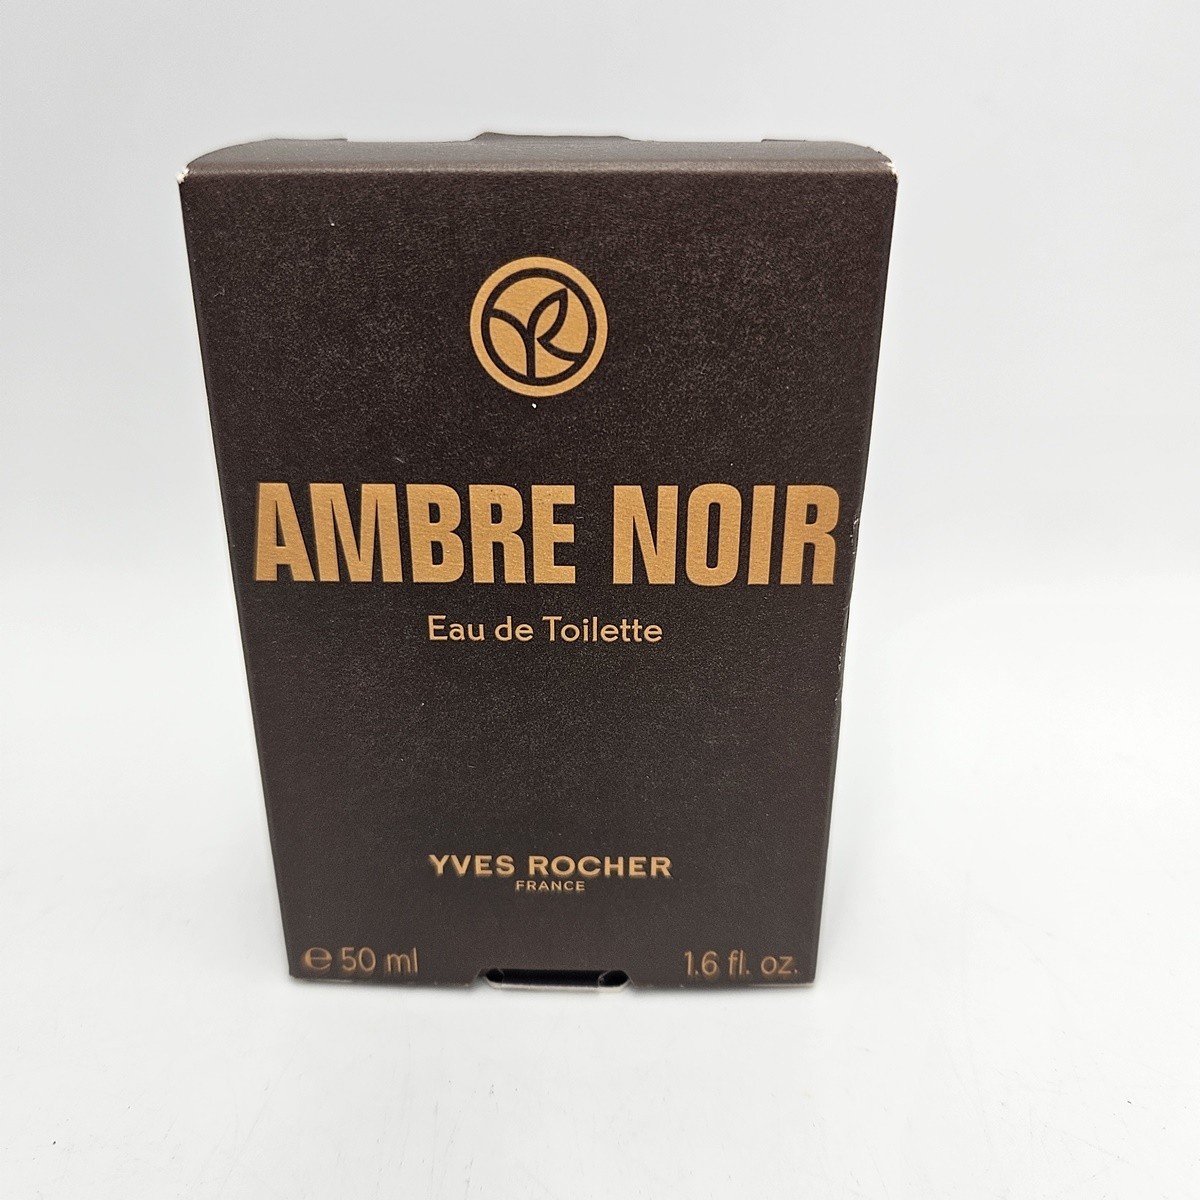 AMBRE NOIR
Eau de Toilette
YVES ROCHER
FRANCE
℮ 50 ml 1.6 fl. oz.